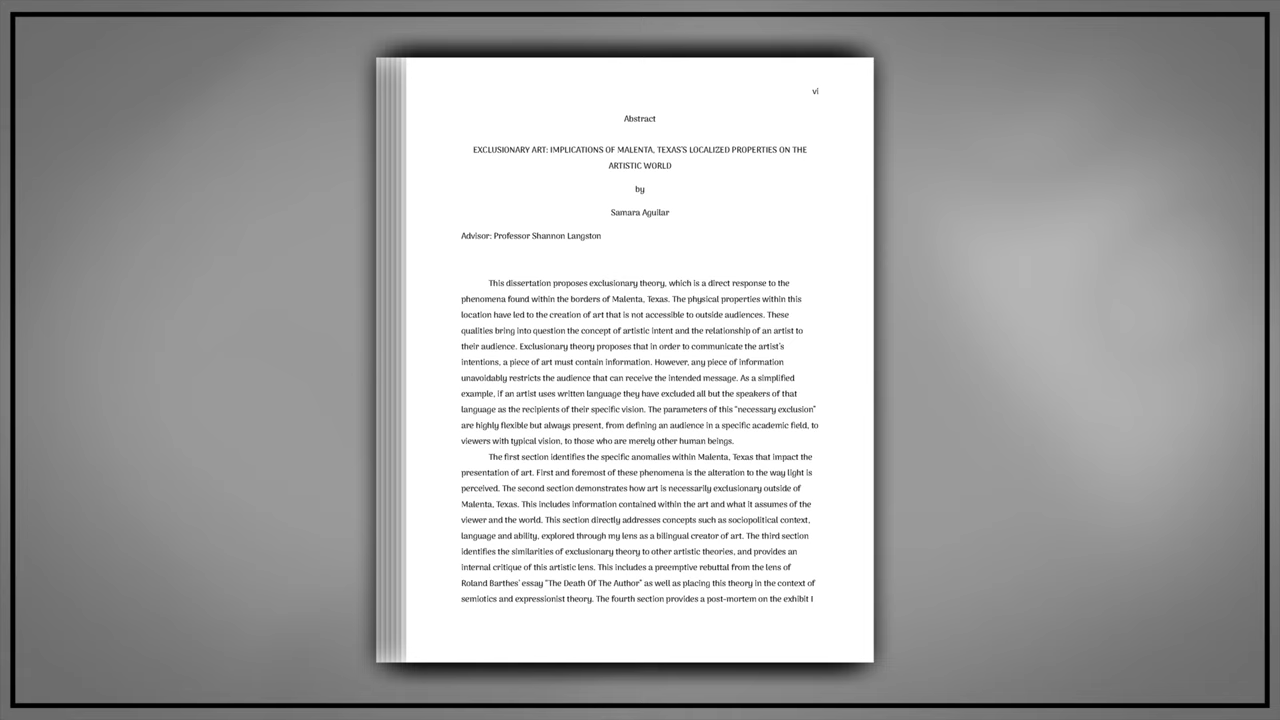 vi
Abstract
EXCLUSIONARY ART: IMPLICATIONS OF MALENTA, TEXAS'S LOCALIZED PROPERTIES ON THE
ARTISTIC WORLD
by
Samara Aguilar
Advisor: Professor Shannon Langston
This dissertation proposes exclusionary theory, which is a direct response to the
phenomena found within the borders of Malenta, Texas. The physical properties within this
location have led to the creation of art that is not accessible to outside audiences. These
qualities bring into question the concept of artistic intent and the relationship of an artist to
their audience. Exclusionary theory proposes that in order to communicate the artist's
intentions, a piece of art must contain information. However, any piece of information
unavoidably restricts the audience that can receive the intended message. As a simplified
example, if an artist uses written language they have excluded all but the speakers of that
language as the recipients of their specific vision. The parameters of this "necessary exclusion"
are highly flexible but always present, from defining an audience in a specific academic field, to
viewers with typical vision, to those who are merely other human beings.
The first section identifies the specific anomalies within Malenta, Texas that impact the
presentation of art. First and foremost of these phenomena is the alteration to the way light is
perceived. The second section demonstrates how art is necessarily exclusionary outside of
Malenta, Texas. This includes information contained within the art and what it assumes of the
viewer and the world. This section directly addresses concepts such as sociopolitical context,
language and ability, explored through my lens as a bilingual creator of art. The third section
identifies the similarities of exclusionary theory to other artistic theories, and provides an
internal critique of this artistic lens. This includes a preemptive rebuttal from the lens of
Roland Barthes' essay "The Death Of The Author" as well as placing this theory in the context of
semiotics and expressionist theory. The fourth section provides a post-mortem on the exhibit I